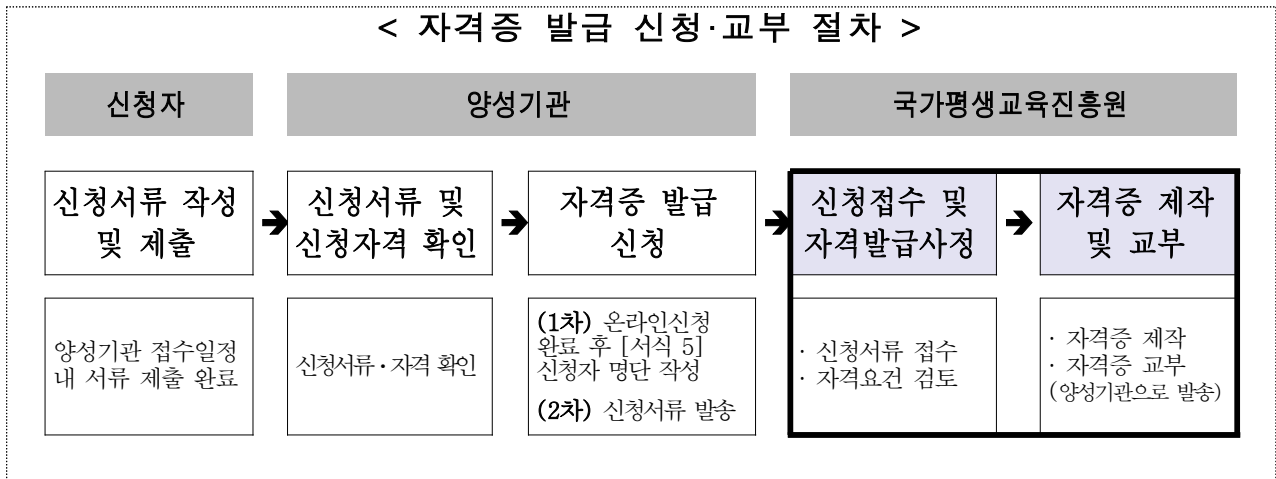 < 자격증 발급 신청·교부 절차 >
신청자
양성기관
국가평생교육진흥원
신청서류 작성
및 제출
신청서류 및
신청자격 확인
자격증 발급
신청
신청접수 및
자격발급사정
자격증 제작
및 교부
양성기관 접수일정
내 서류 제출 완료
신청서류·자격 확인
(1차) 온라인신청
완료 후 [서식 5]
신청자 명단 작성
(2차) 신청서류 발송
· 신청서류 접수
· 자격요건 검토
· 자격증 제작
· 자격증 교부
(양성기관으로 발송)